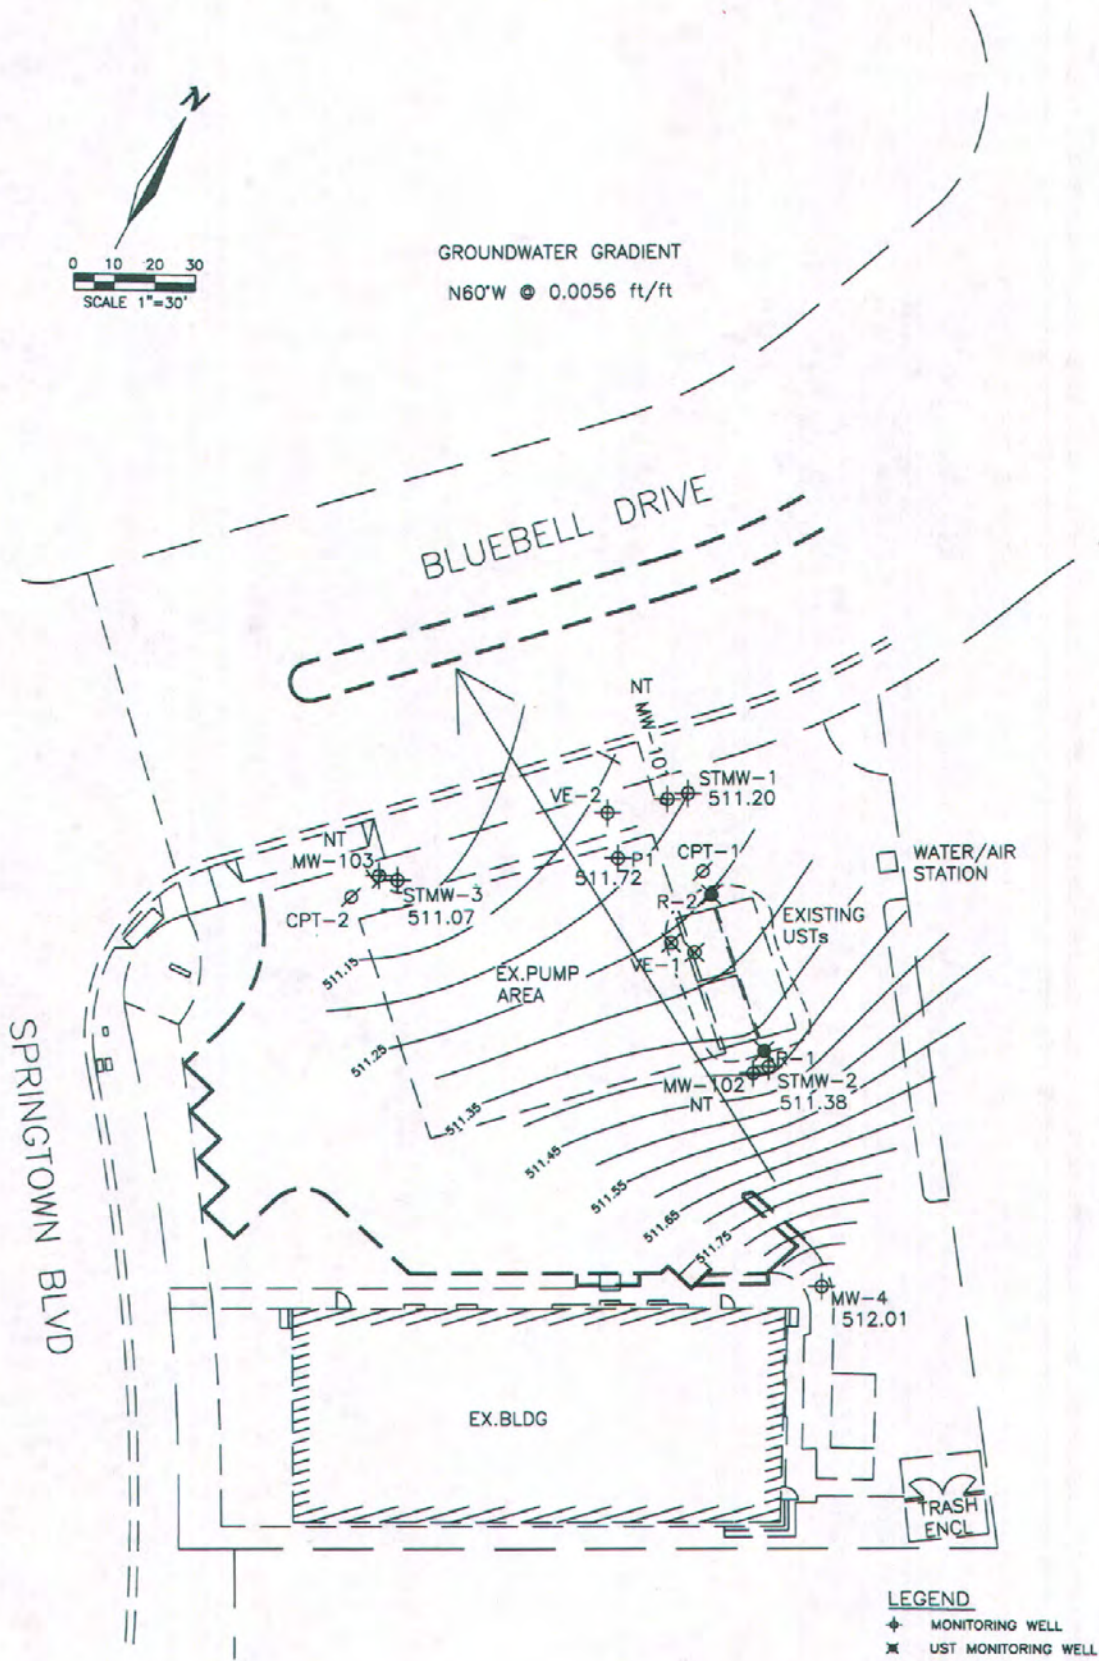 N
0 10 20 30
SCALE 1"=30'
GROUNDWATER GRADIENT
N60°W @ 0.0056 ft/ft
BLUEBELL DRIVE
NT
MW-101
STMW-1
511.20
VE-2
NT
MW-103
STMW-3
511.07
CPT-2
P1
511.72
CPT-1
R-2
WATER/AIR
STATION
EXISTING
USTs
VE-1
EX.PUMP
AREA
511.15
511.25
511.35
511.45
511.55
511.65
511.75
R-1
MW-102
NT
STMW-2
511.38
SPRINGTOWN BLVD
MW-4
512.01
EX.BLDG
TRASH
ENCL
LEGEND
MONITORING WELL
UST MONITORING WELL